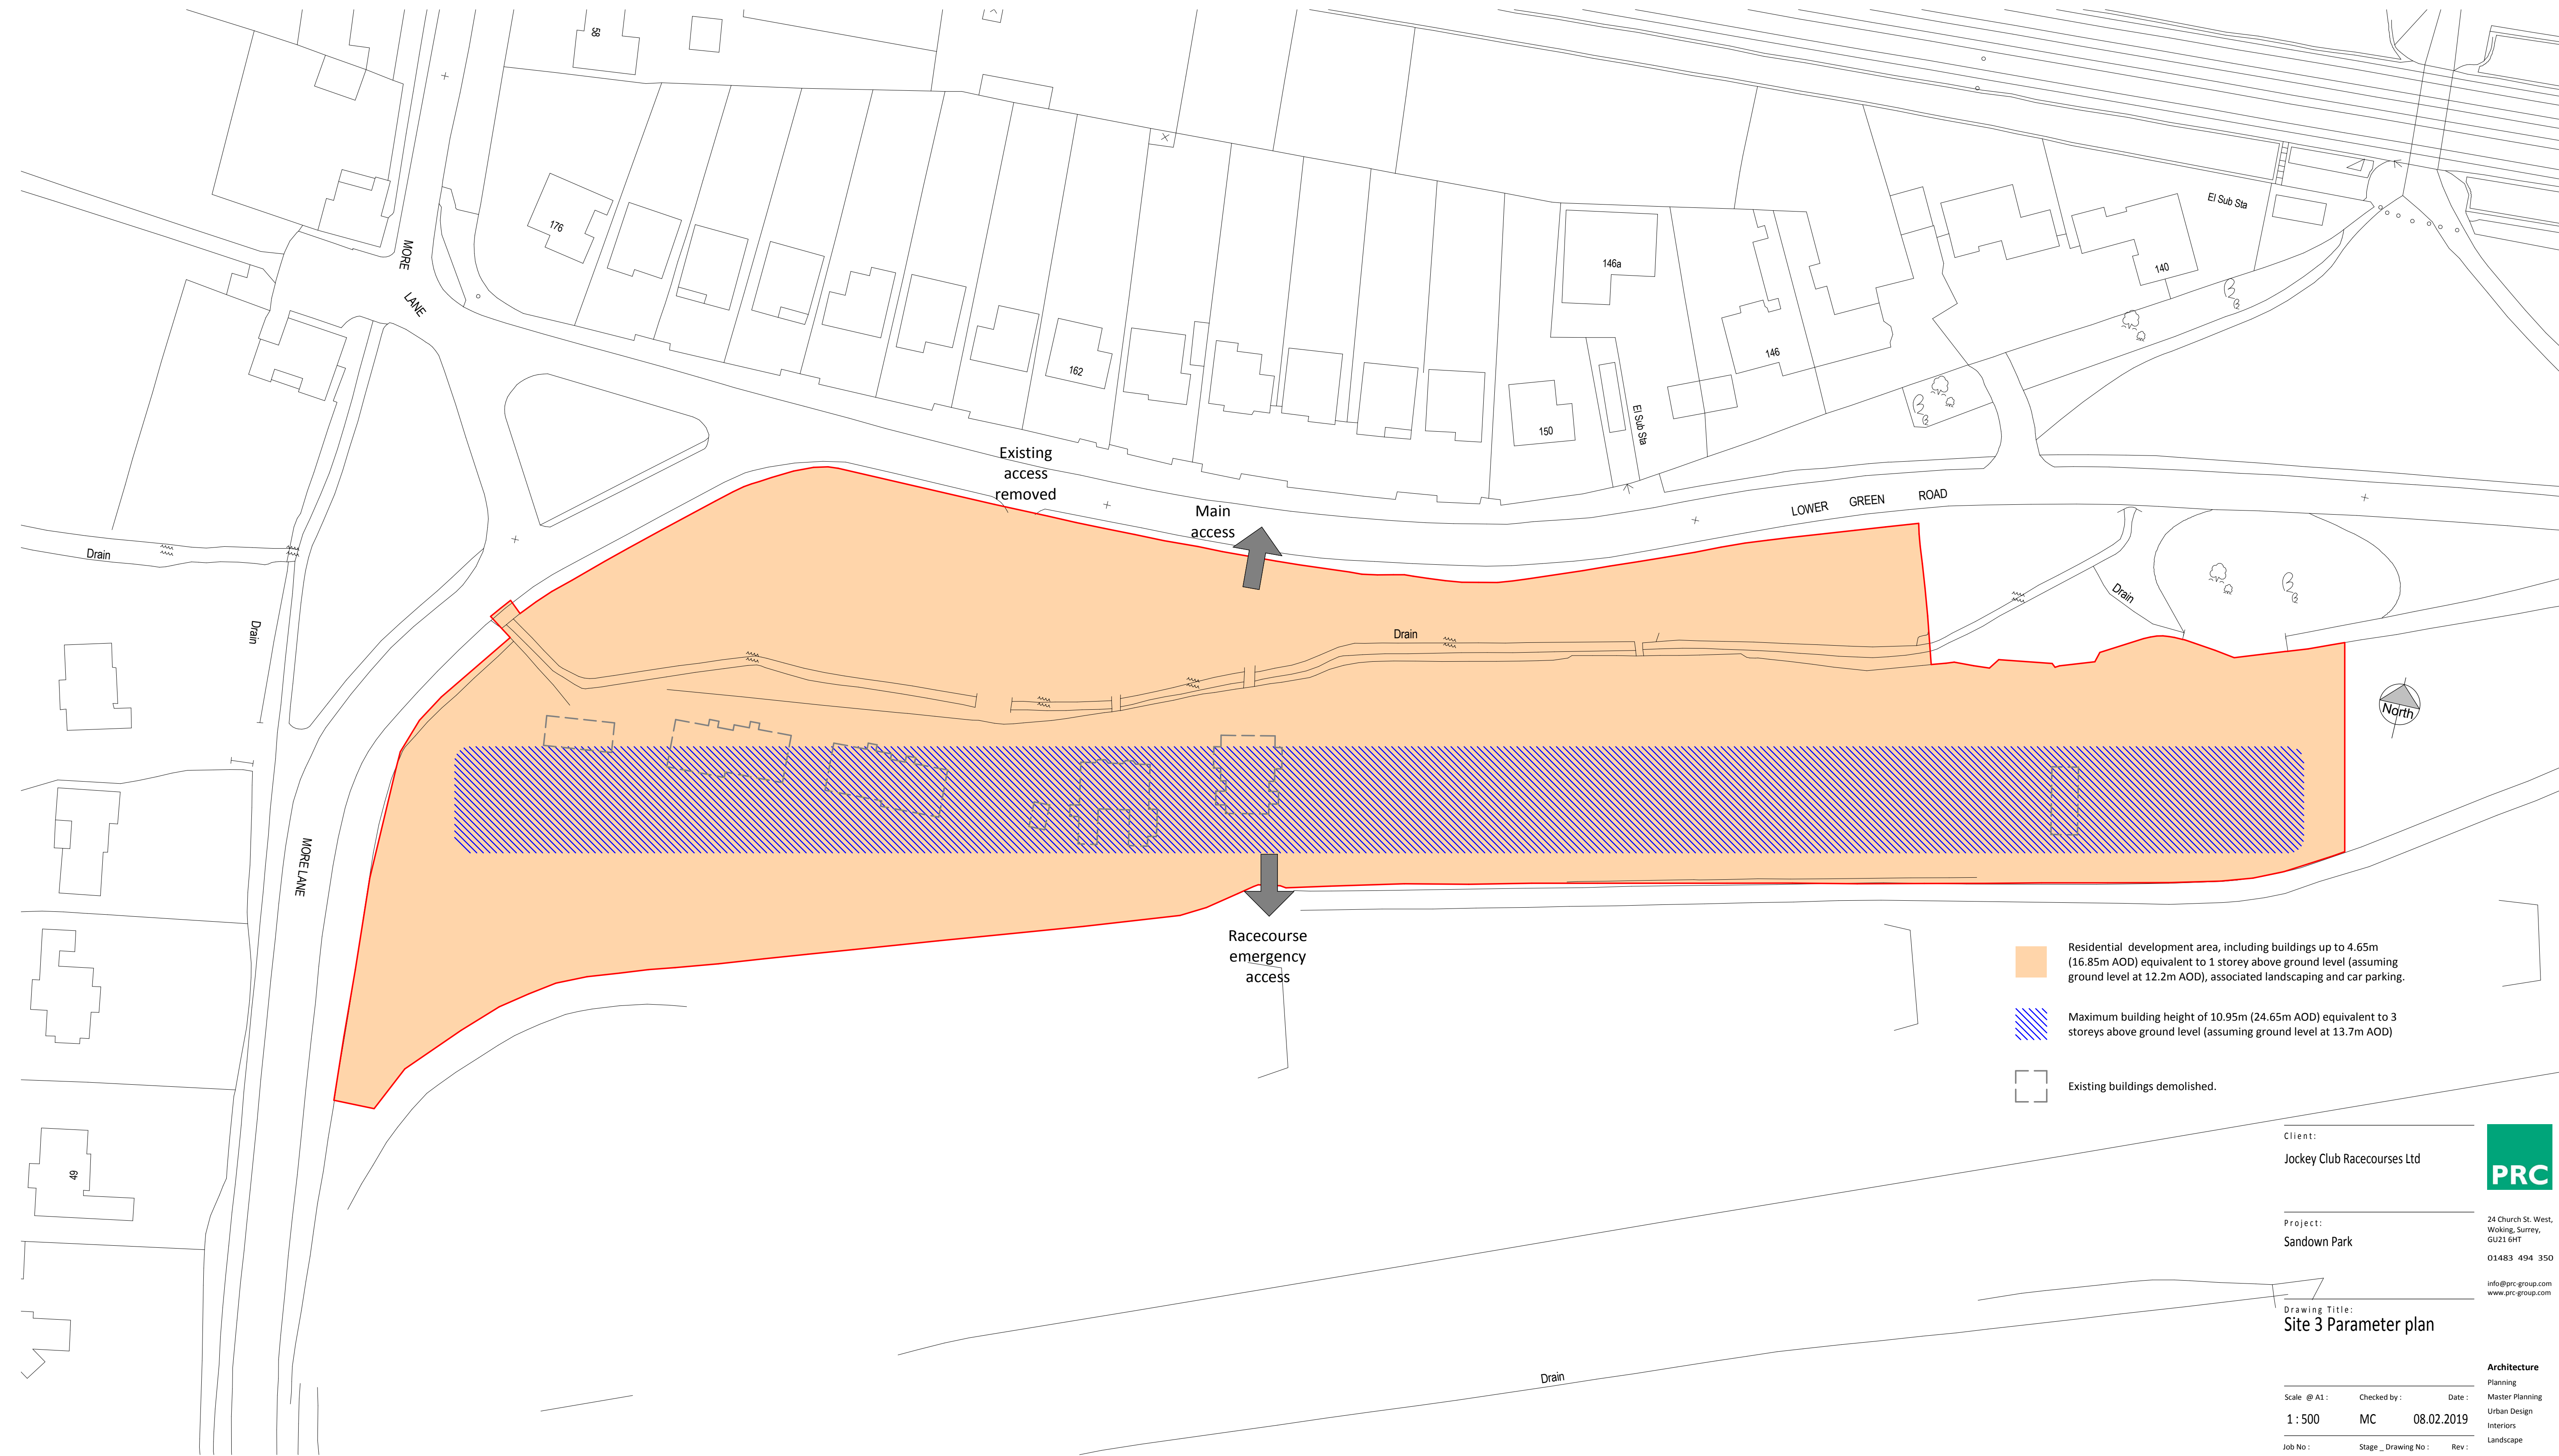 58
MORE
LANE
176
162
146a
150
El Sub Sta
146
140
El Sub Sta
Existing
access
removed
Main
access
LOWER GREEN ROAD
Drain
Drain
Drain
Drain
North
MORE LANE
Racecourse
emergency
access
49
Drain
Residential development area, including buildings up to 4.65m
(16.85m AOD) equivalent to 1 storey above ground level (assuming
ground level at 12.2m AOD), associated landscaping and car parking.
Maximum building height of 10.95m (24.65m AOD) equivalent to 3
storeys above ground level (assuming ground level at 13.7m AOD)
Existing buildings demolished.
Client:
Jockey Club Racecourses Ltd
PRC
Project:
Sandown Park
24 Church St. West,
Woking, Surrey,
GU21 6HT
01483 494 350
info@prc-group.com
www.prc-group.com
Drawing Title:
Site 3 Parameter plan
Architecture
Planning
Master Planning
Urban Design
Interiors
Landscape
Scale @ A1 : Checked by : Date :
1 : 500 MC 08.02.2019
Job No : Stage _ Drawing No : Rev :